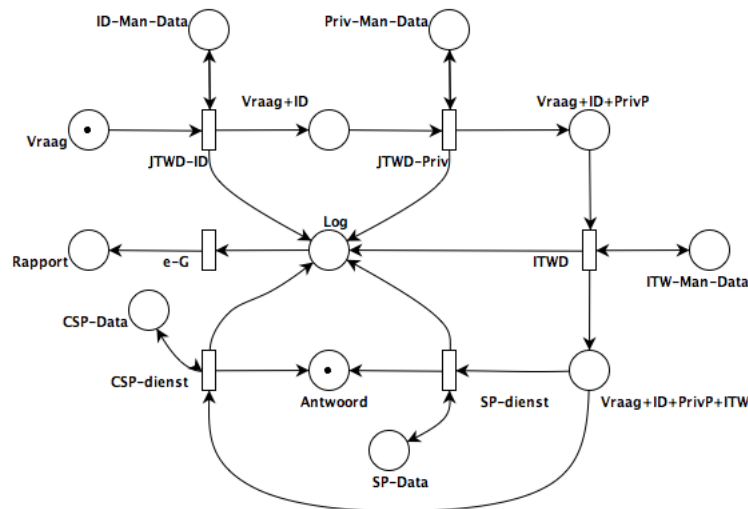 ID-Man-Data
Priv-Man-Data
Vraag+ID
Vraag+ID+PrivP
Vraag
JTWD-ID
JTWD-Priv
Log
Rapport
e-G
ITWD
ITW-Man-Data
CSP-Data
CSP-dienst
Antwoord
SP-dienst
Vraag+ID+PrivP+ITW
SP-Data